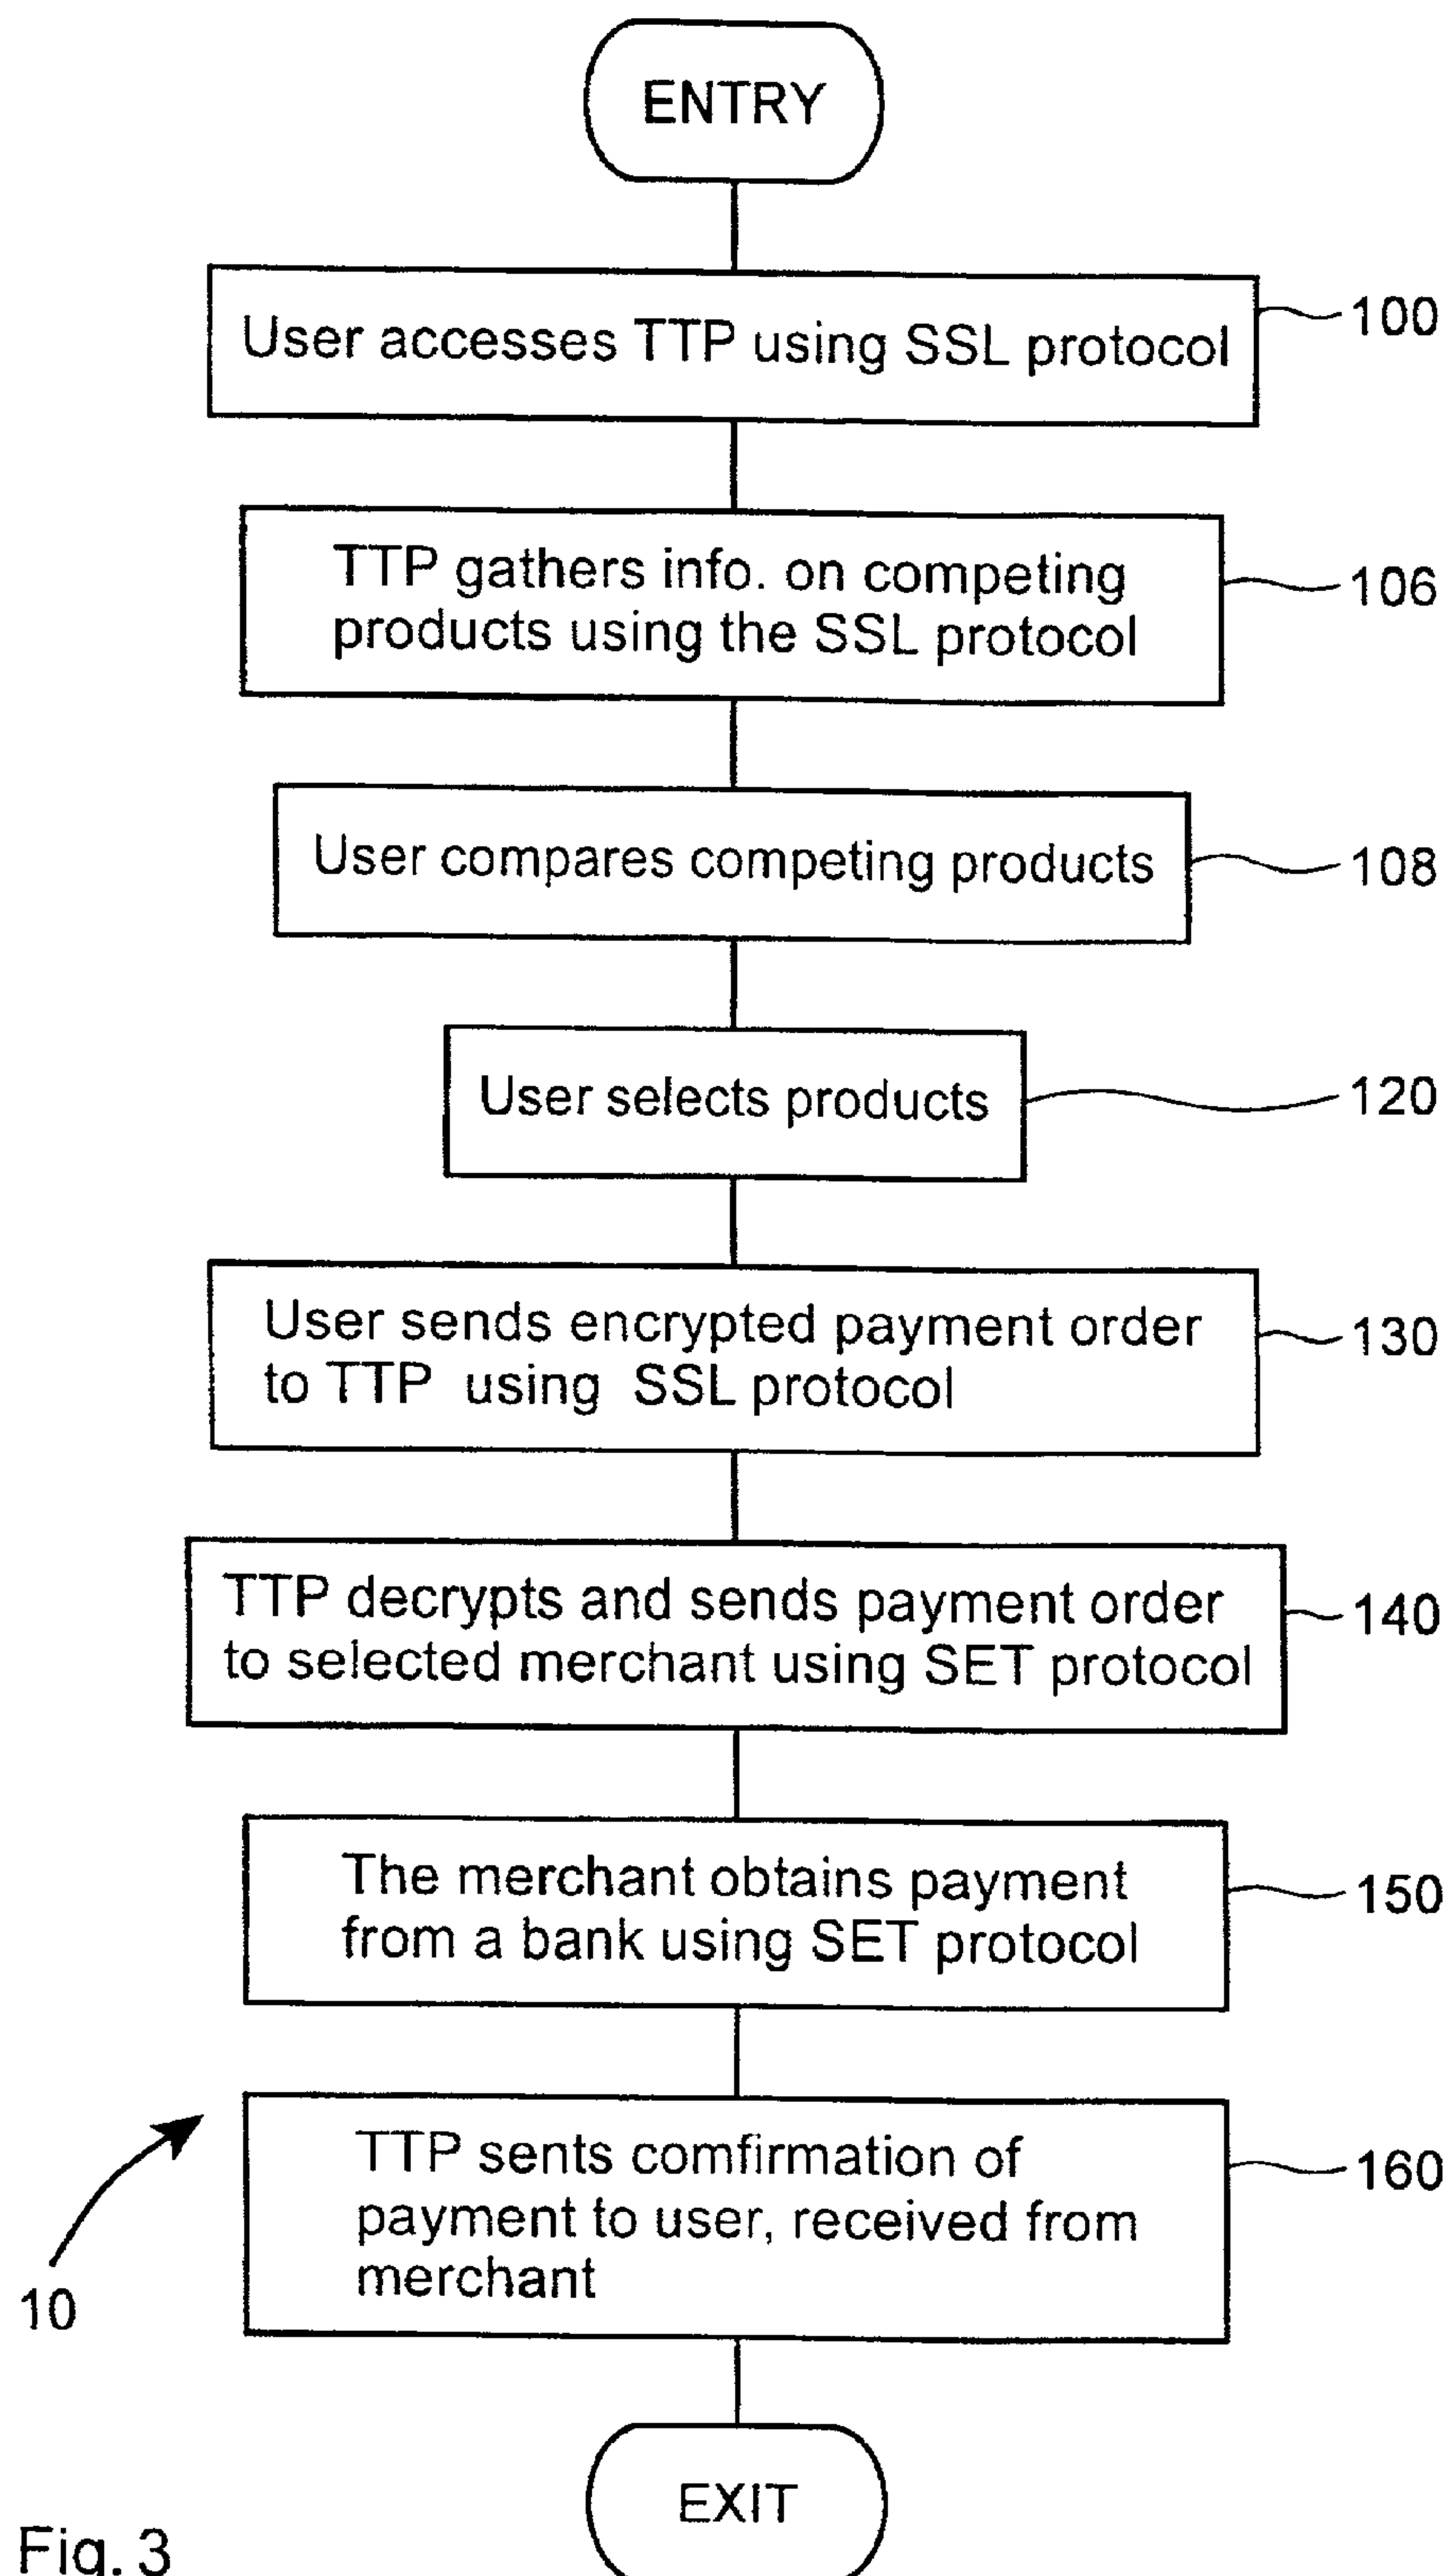 ENTRY
User accesses TTP using SSL protocol
100
TTP gathers info. on competing
products using the SSL protocol
106
User compares competing products
108
User selects products
120
User sends encrypted payment order
to TTP using SSL protocol
130
TTP decrypts and sends payment order
to selected merchant using SET protocol
140
The merchant obtains payment
from a bank using SET protocol
150
TTP sents comfirmation of
payment to user, received from
merchant
160
10
EXIT
Fig. 3